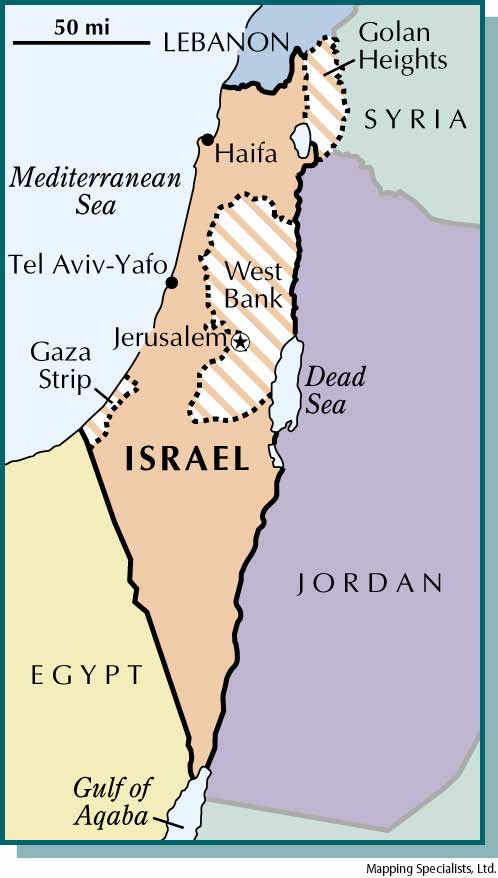 50 mi
LEBANON
Golan
Heights
SYRIA
Haifa
Mediterranean
Sea
Tel Aviv-Yafo
West
Bank
Jerusalem
Gaza
Strip
Dead
Sea
ISRAEL
JORDAN
EGYPT
Gulf of
Aqaba
Mapping Specialists, Ltd.